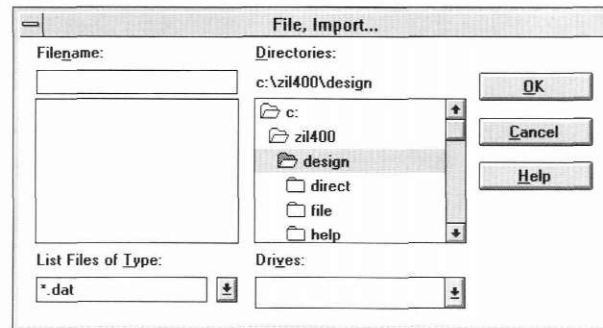 File, Import...
Filename:
Directories:
c:\zil400\design
c:
zil400
design
direct
file
help
OK
Cancel
Help
List Files of Type:
*.dat
Drives: